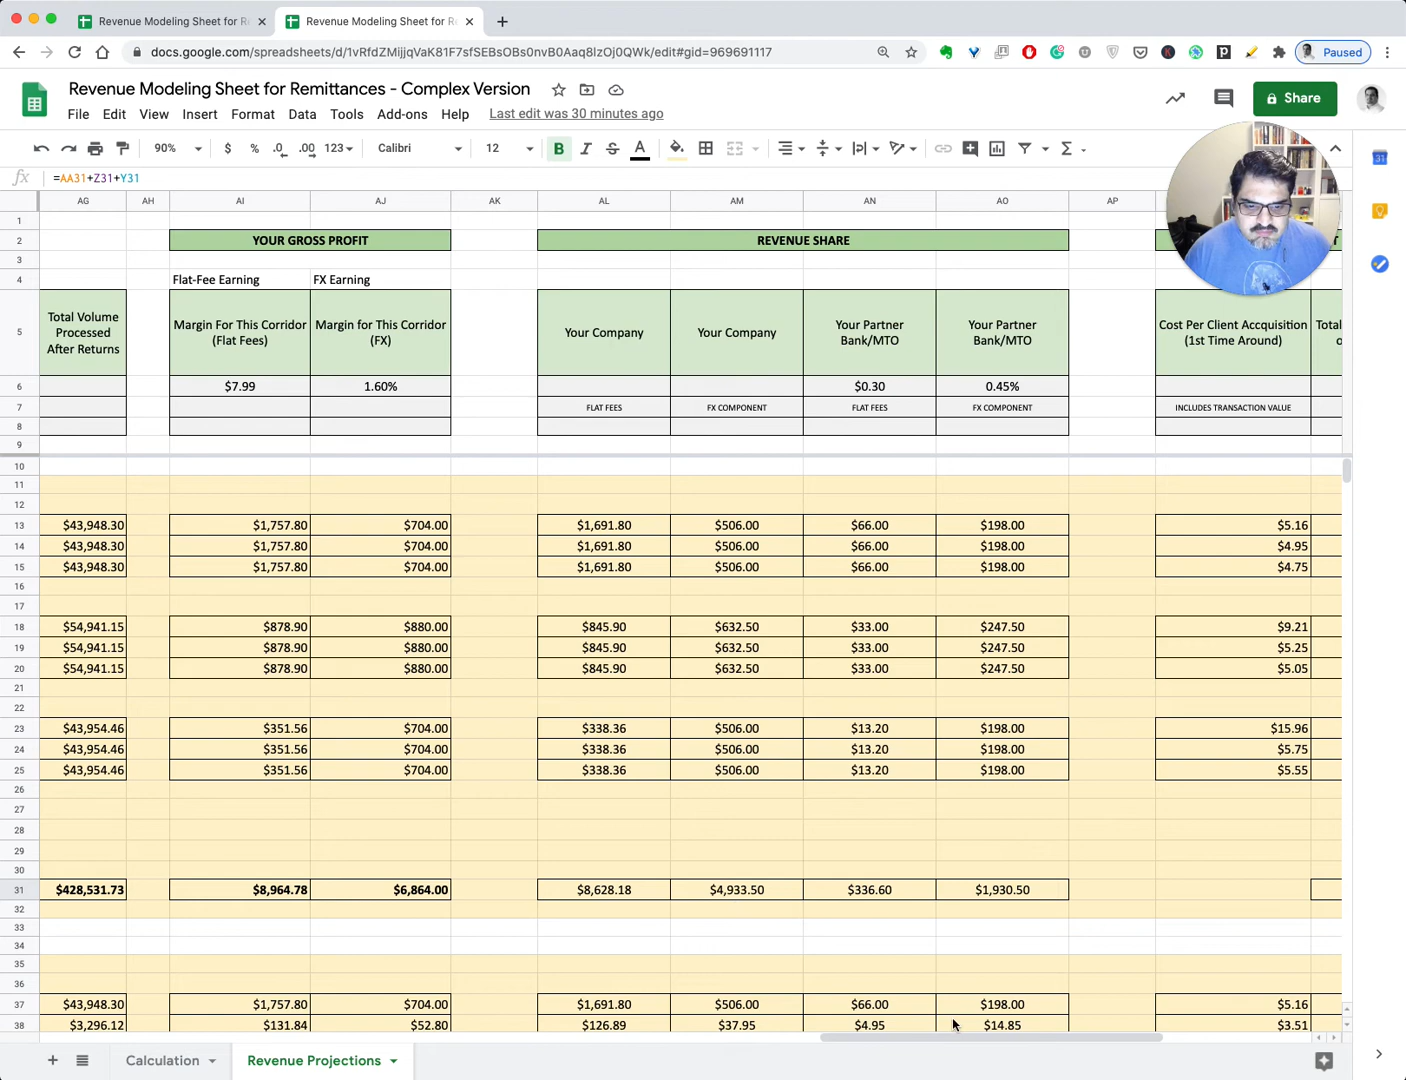 Revenue Modeling Sheet for R
Revenue Modeling Sheet for R
docs.google.com/spreadsheets/d/1vRfdZMijjqVaK81F7sfSEBsOBs0nvB0Aaq8IzOj0QWk/edit#gid=969691117
Paused
Revenue Modeling Sheet for Remittances - Complex Version
File Edit View Insert Format Data Tools Add-ons Help Last edit was 30 minutes ago
Share
90% $ % .0 .00 123 Calibri 12 B I S A
fx =AA31+Z31+Y31
AG AH AI AJ AK AL AM AN AO AP
1
2 YOUR GROSS PROFIT REVENUE SHARE T
3
4 Flat-Fee Earning FX Earning
5 Total Volume Processed After Returns Margin For This Corridor (Flat Fees) Margin for This Corridor (FX) Your Company Your Company Your Partner Bank/MTO Your Partner Bank/MTO Cost Per Client Accquisition (1st Time Around) Total o
6 $7.99 1.60% $0.30 0.45%
7 FLAT FEES FX COMPONENT FLAT FEES FX COMPONENT INCLUDES TRANSACTION VALUE
8
9
10
11
12
13 $43,948.30 $1,757.80 $704.00 $1,691.80 $506.00 $66.00 $198.00 $5.16
14 $43,948.30 $1,757.80 $704.00 $1,691.80 $506.00 $66.00 $198.00 $4.95
15 $43,948.30 $1,757.80 $704.00 $1,691.80 $506.00 $66.00 $198.00 $4.75
16
17
18 $54,941.15 $878.90 $880.00 $845.90 $632.50 $33.00 $247.50 $9.21
19 $54,941.15 $878.90 $880.00 $845.90 $632.50 $33.00 $247.50 $5.25
20 $54,941.15 $878.90 $880.00 $845.90 $632.50 $33.00 $247.50 $5.05
21
22
23 $43,954.46 $351.56 $704.00 $338.36 $506.00 $13.20 $198.00 $15.96
24 $43,954.46 $351.56 $704.00 $338.36 $506.00 $13.20 $198.00 $5.75
25 $43,954.46 $351.56 $704.00 $338.36 $506.00 $13.20 $198.00 $5.55
26
27
28
29
30
31 $428,531.73 $8,964.78 $6,864.00 $8,628.18 $4,933.50 $336.60 $1,930.50
32
33
34
35
36
37 $43,948.30 $1,757.80 $704.00 $1,691.80 $506.00 $66.00 $198.00 $5.16
38 $3,296.12 $131.84 $52.80 $126.89 $37.95 $4.95 $14.85 $3.51
Calculation Revenue Projections